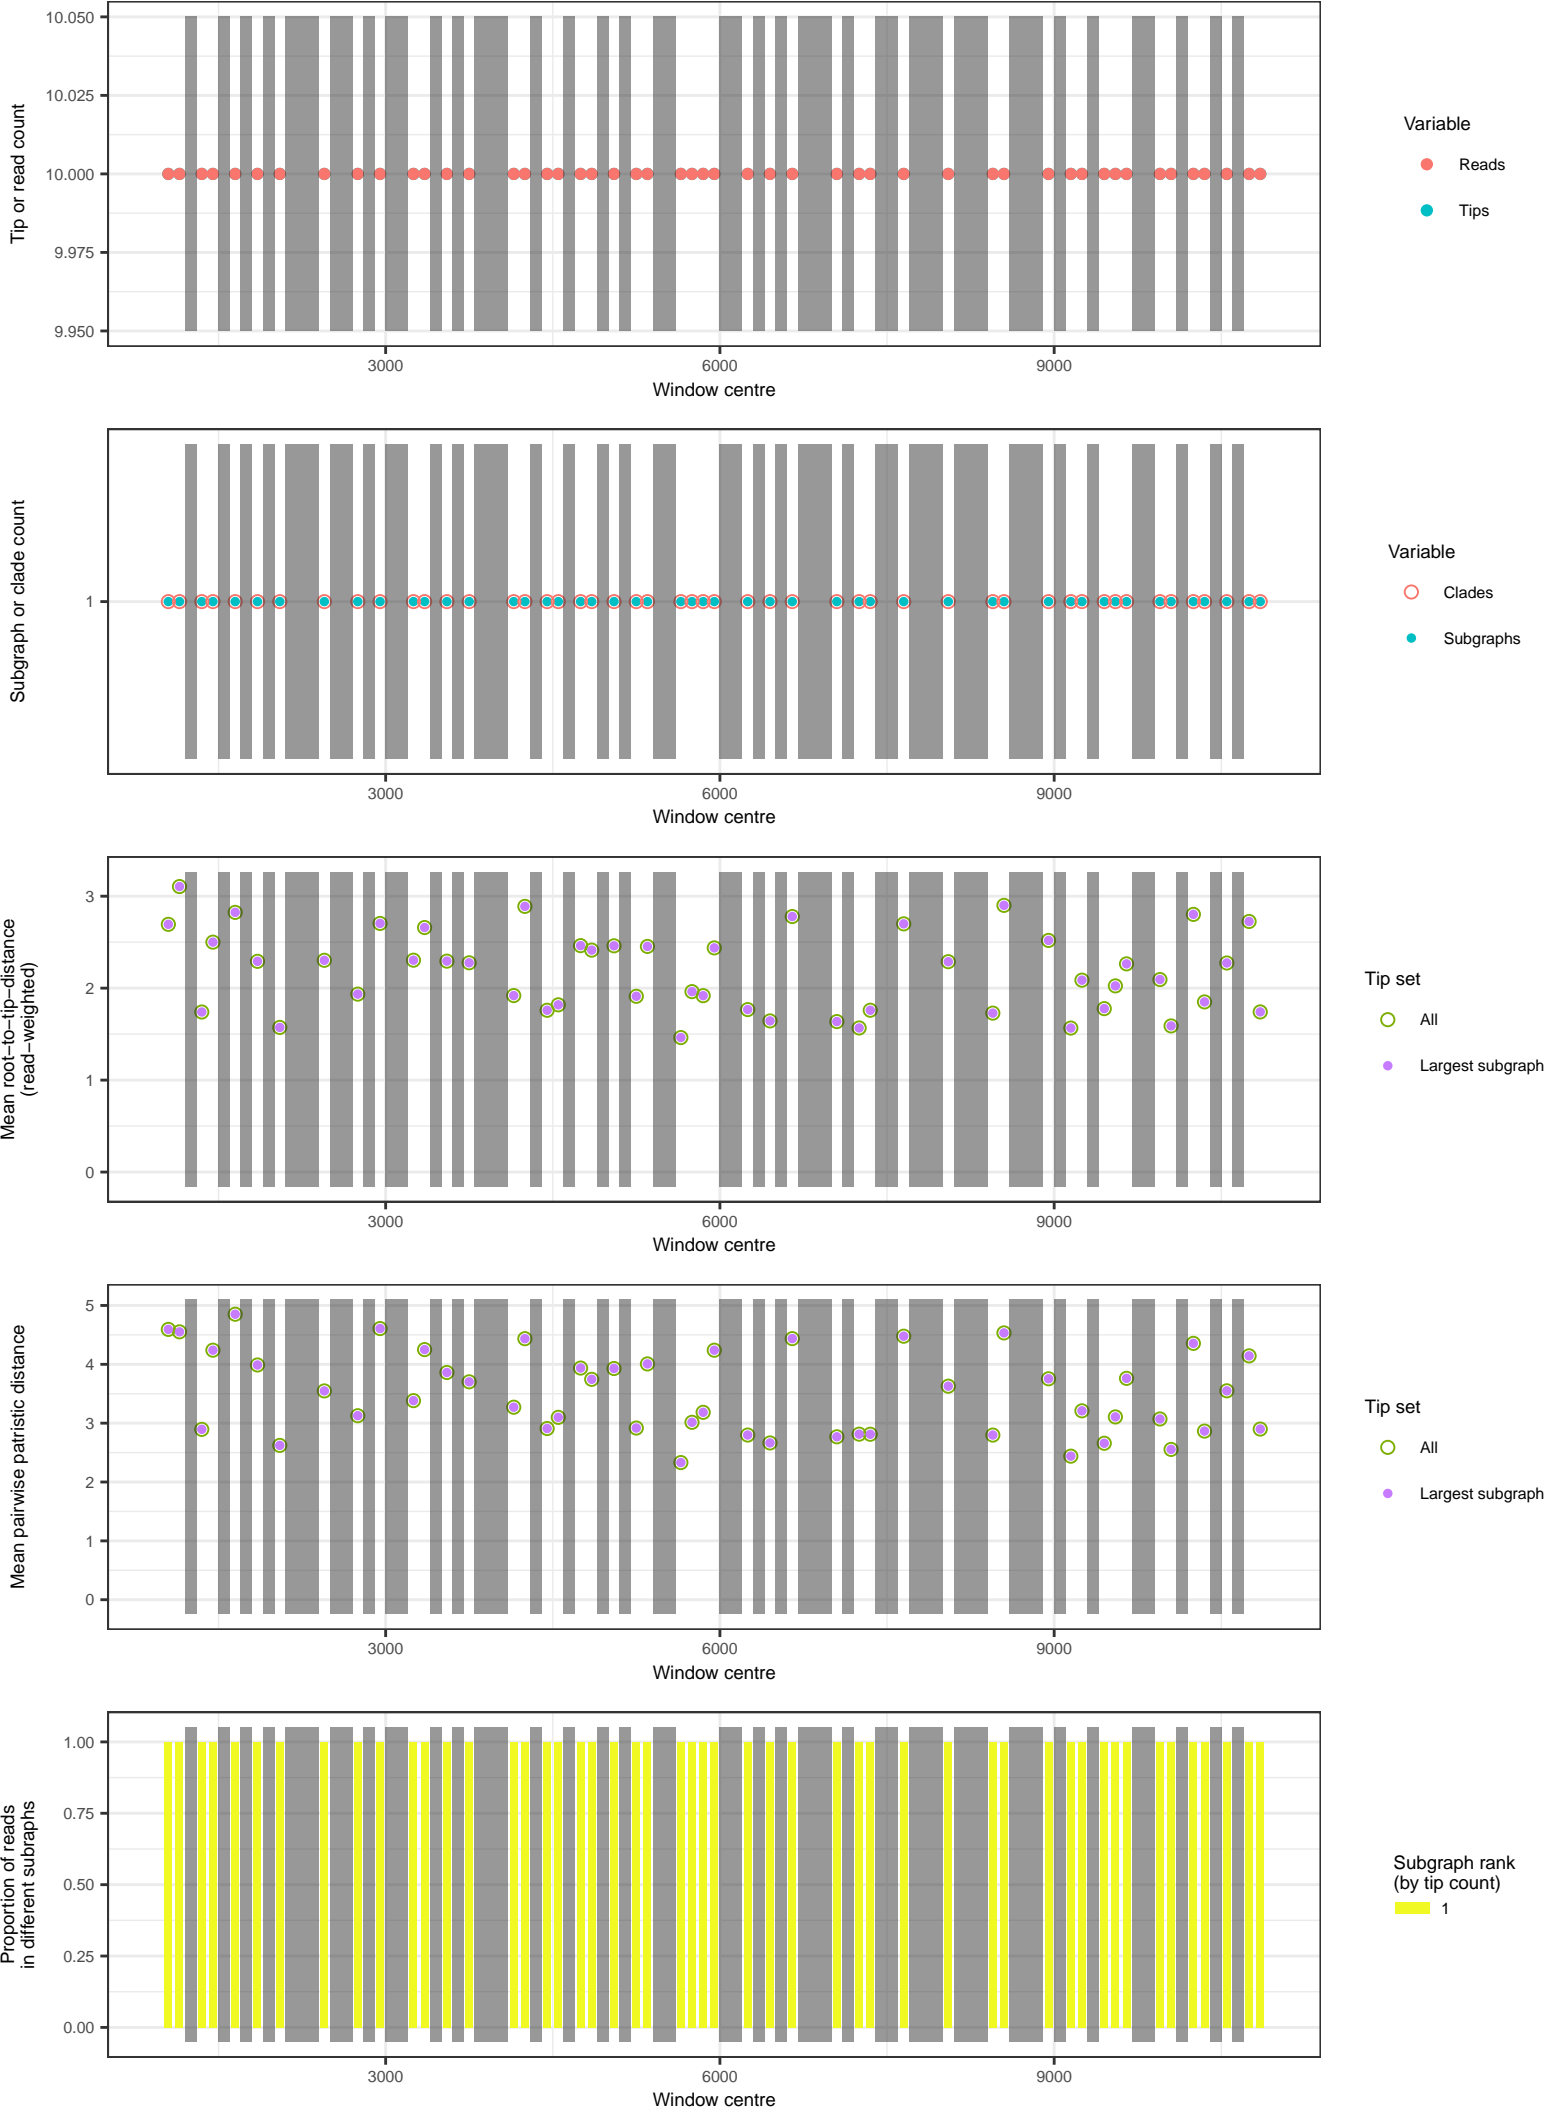 10.050
10.025
10.000
9.975
9.950
Tip or read count
3000
6000
9000
Window centre
Variable
Reads
Tips
1
Subgraph or clade count
3000
6000
9000
Window centre
Variable
Clades
Subgraphs
3
2
1
0
Mean root−to−tip−distance
(read−weighted)
3000
6000
9000
Window centre
Tip set
All
Largest subgraph
5
4
3
2
1
0
Mean pairwise patristic distance
3000
6000
9000
Window centre
Tip set
All
Largest subgraph
1.00
0.75
0.50
0.25
0.00
Proportion of reads
in different subraphs
3000
6000
9000
Window centre
Subgraph rank
(by tip count)
1